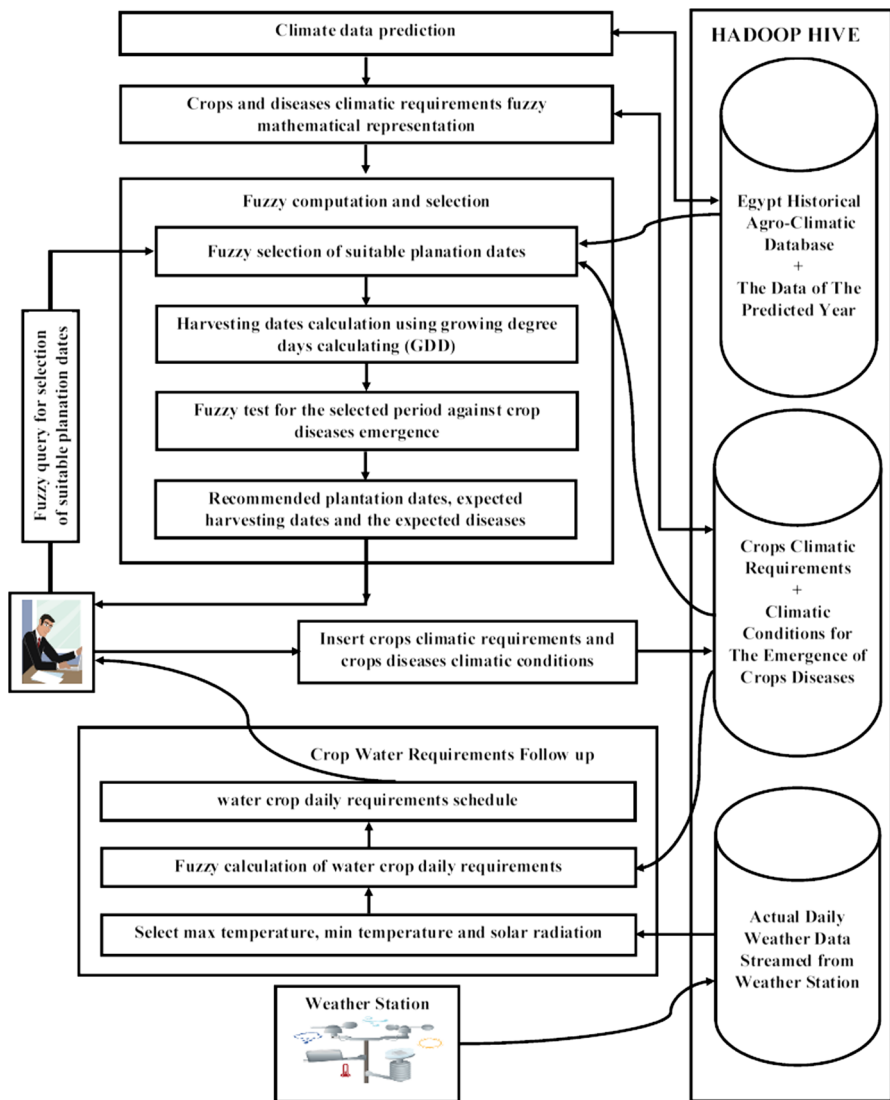 Climate data prediction
HADOOP HIVE
Crops and diseases climatic requirements fuzzy
mathematical representation
Fuzzy computation and selection
Fuzzy selection of suitable planation dates
Harvesting dates calculation using growing degree
days calculating (GDD)
Fuzzy test for the selected period against crop
diseases emergence
Recommended plantation dates, expected
harvesting dates and the expected diseases
Egypt Historical
Agro-Climatic
Database
+
The Data of The
Predicted Year
Fuzzy query for selection
of suitable planation dates
Crops Climatic
Requirements
+
Climatic
Conditions for
The Emergence of
Crops Diseases
Insert crops climatic requirements and
crops diseases climatic conditions
Crop Water Requirements Follow up
water crop daily requirements schedule
Fuzzy calculation of water crop daily requirements
Select max temperature, min temperature and solar radiation
Actual Daily
Weather Data
Streamed from
Weather Station
Weather Station